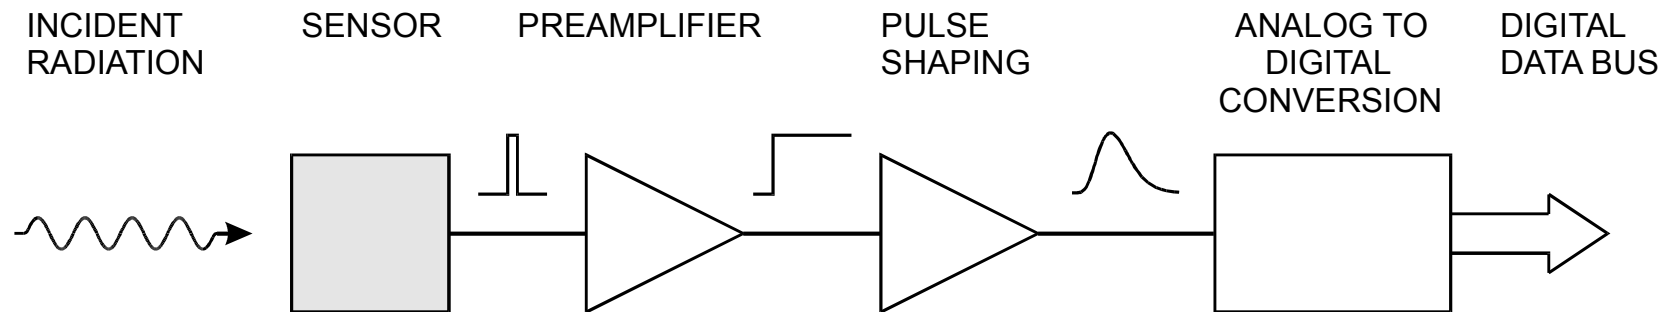 INCIDENT
RADIATION
SENSOR
PREAMPLIFIER
PULSE
SHAPING
ANALOG TO
DIGITAL
CONVERSION
DIGITAL
DATA BUS